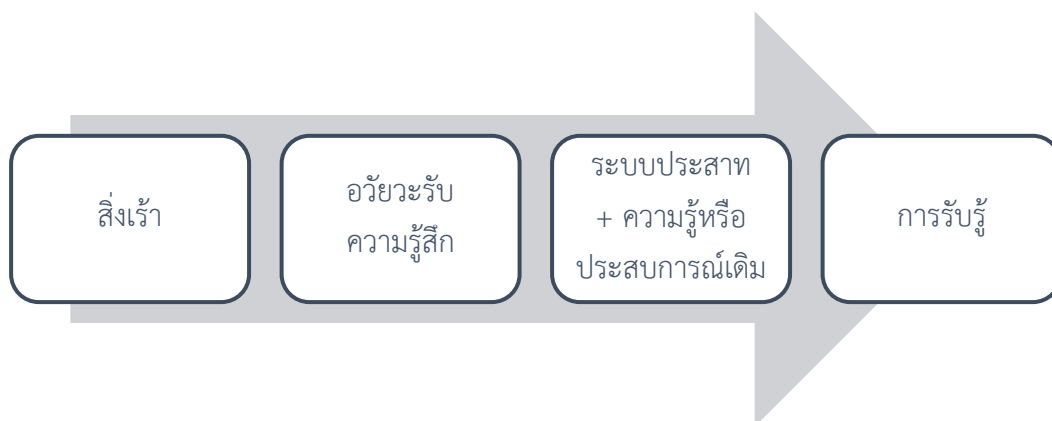 สิ่งเร้า
อวัยวะรับ
ความรู้สึก
ระบบประสาท
+ ความรู้หรือ
ประสบการณ์เดิม
การรับรู้